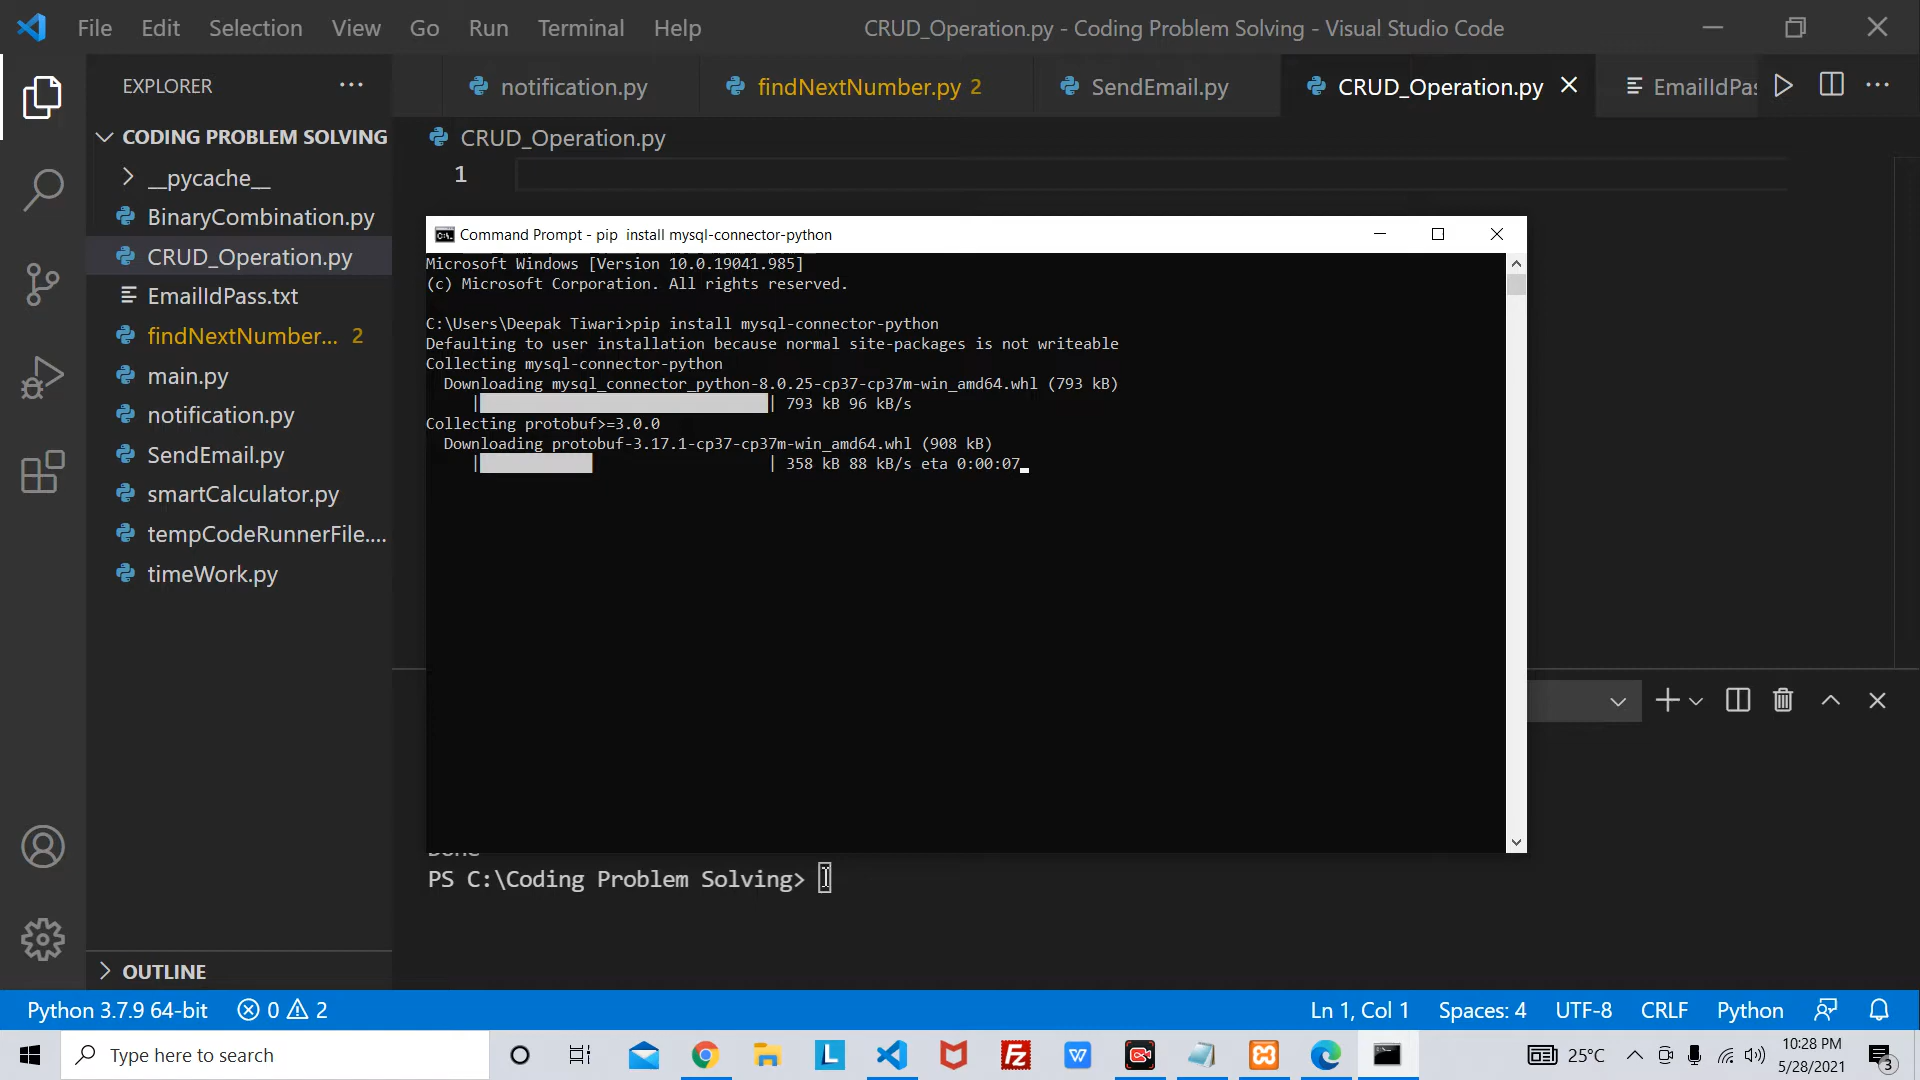 File Edit Selection View Go Run Terminal Help
CRUD_Operation.py - Coding Problem Solving - Visual Studio Code
EXPLORER
notification.py
findNextNumber.py 2
SendEmail.py
CRUD_Operation.py
EmailIdPas
CODING PROBLEM SOLVING
__pycache__
BinaryCombination.py
CRUD_Operation.py
EmailIdPass.txt
findNextNumber... 2
main.py
notification.py
SendEmail.py
smartCalculator.py
tempCodeRunnerFile....
timeWork.py
OUTLINE
CRUD_Operation.py
1
Command Prompt - pip  install mysql-connector-python
Microsoft Windows [Version 10.0.19041.985]
(c) Microsoft Corporation. All rights reserved.
C:\Users\Deepak Tiwari>pip install mysql-connector-python
Defaulting to user installation because normal site-packages is not writeable
Collecting mysql-connector-python
Downloading mysql_connector_python-8.0.25-cp37-cp37m-win_amd64.whl (793 kB)
| | 793 kB 96 kB/s
Collecting protobuf>=3.0.0
Downloading protobuf-3.17.1-cp37-cp37m-win_amd64.whl (908 kB)
| | 358 kB 88 kB/s eta 0:00:07
Done
PS C:\Coding Problem Solving>
Python 3.7.9 64-bit 0 2
Ln 1, Col 1 Spaces: 4 UTF-8 CRLF Python
Type here to search
25°C
10:28 PM
5/28/2021
3